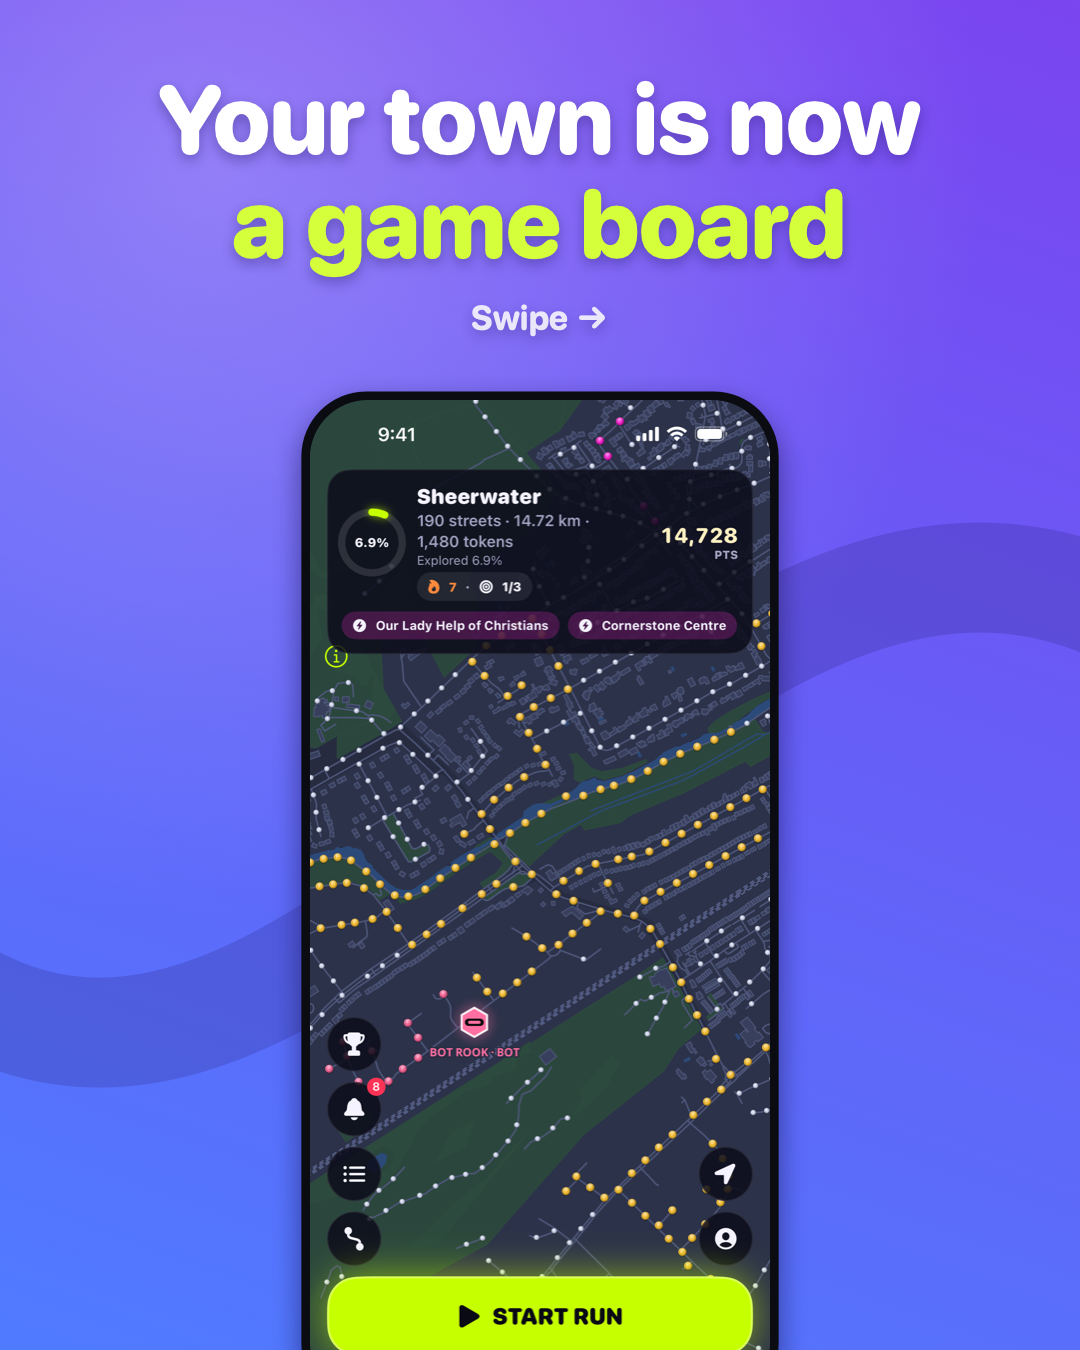 Your town is now
a game board
Swipe →
9:41
Sheerwater
190 streets · 14.72 km ·
1,480 tokens
Explored 6.9%
6.9%
14,728
PTS
7 · 1/3
Our Lady Help of Christians
Cornerstone Centre
i
BOT ROOK · BOT
8
START RUN